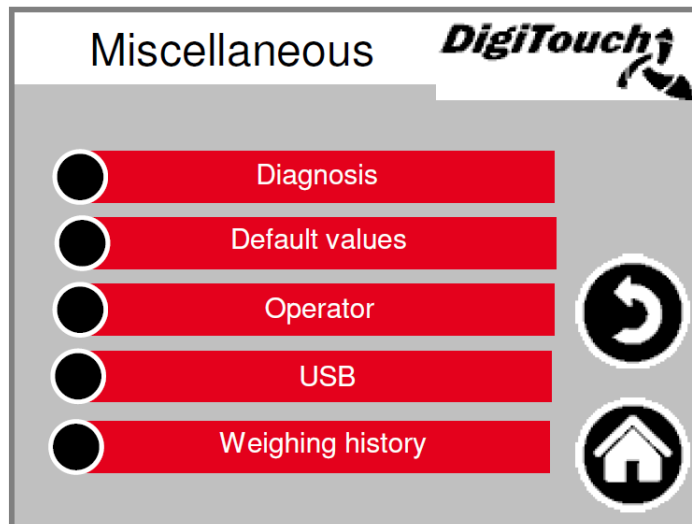 Miscellaneous
DigiTouch
Diagnosis
Default values
Operator
USB
Weighing history